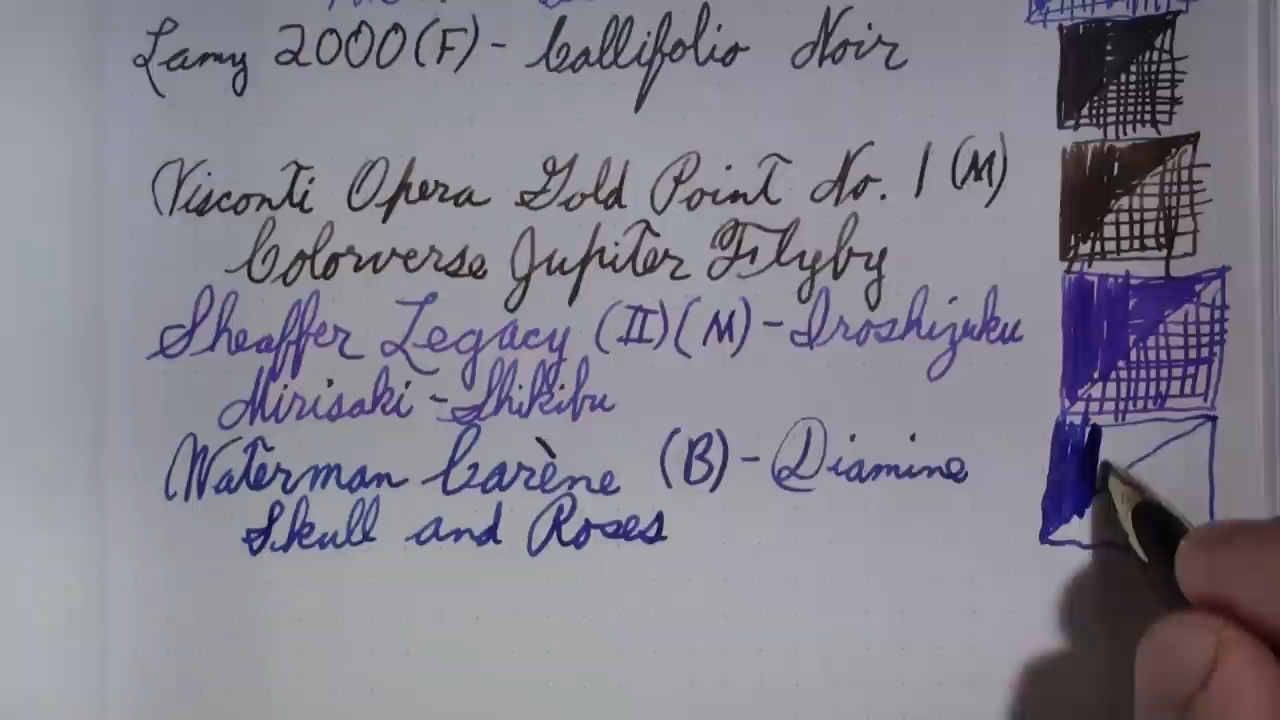 Lamy 2000 (F) - Callifolio Noir
Visconti Opera Gold Point No. 1 (M)
Colorverse Jupiter Flyby
Sheaffer Legacy (II) (M) - Iroshizuku
Mirisaki - Shikibu
Waterman Carène (B) - Diamine
Skull and Roses